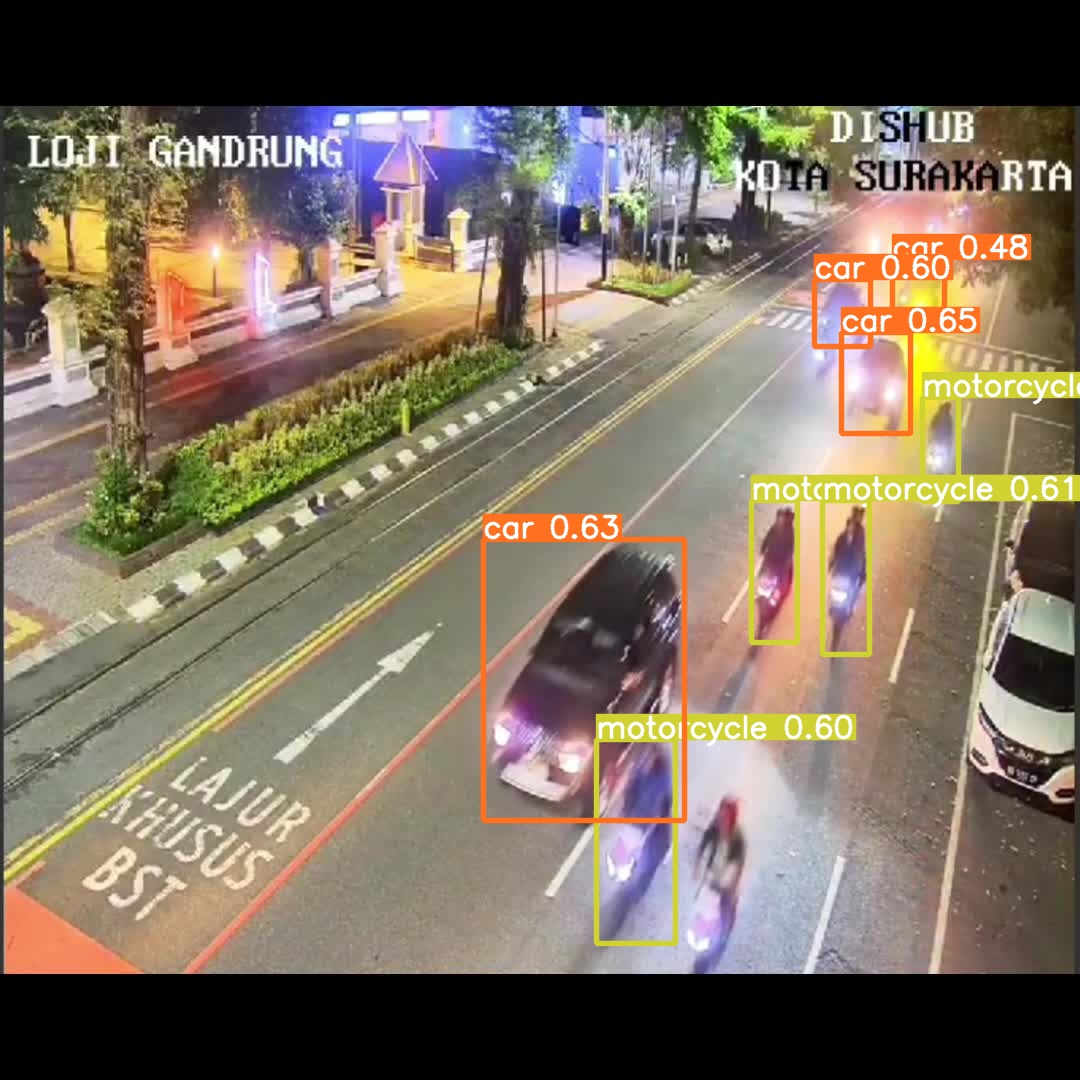 LOJI GANDRUNG
DISHUB
KOTA SURAKARTA
car 0.48
car 0.60
car 0.65
motorcycle
motorcycle 0.61
car 0.63
motorcycle 0.60
LAJUR
KHUSUS
BST